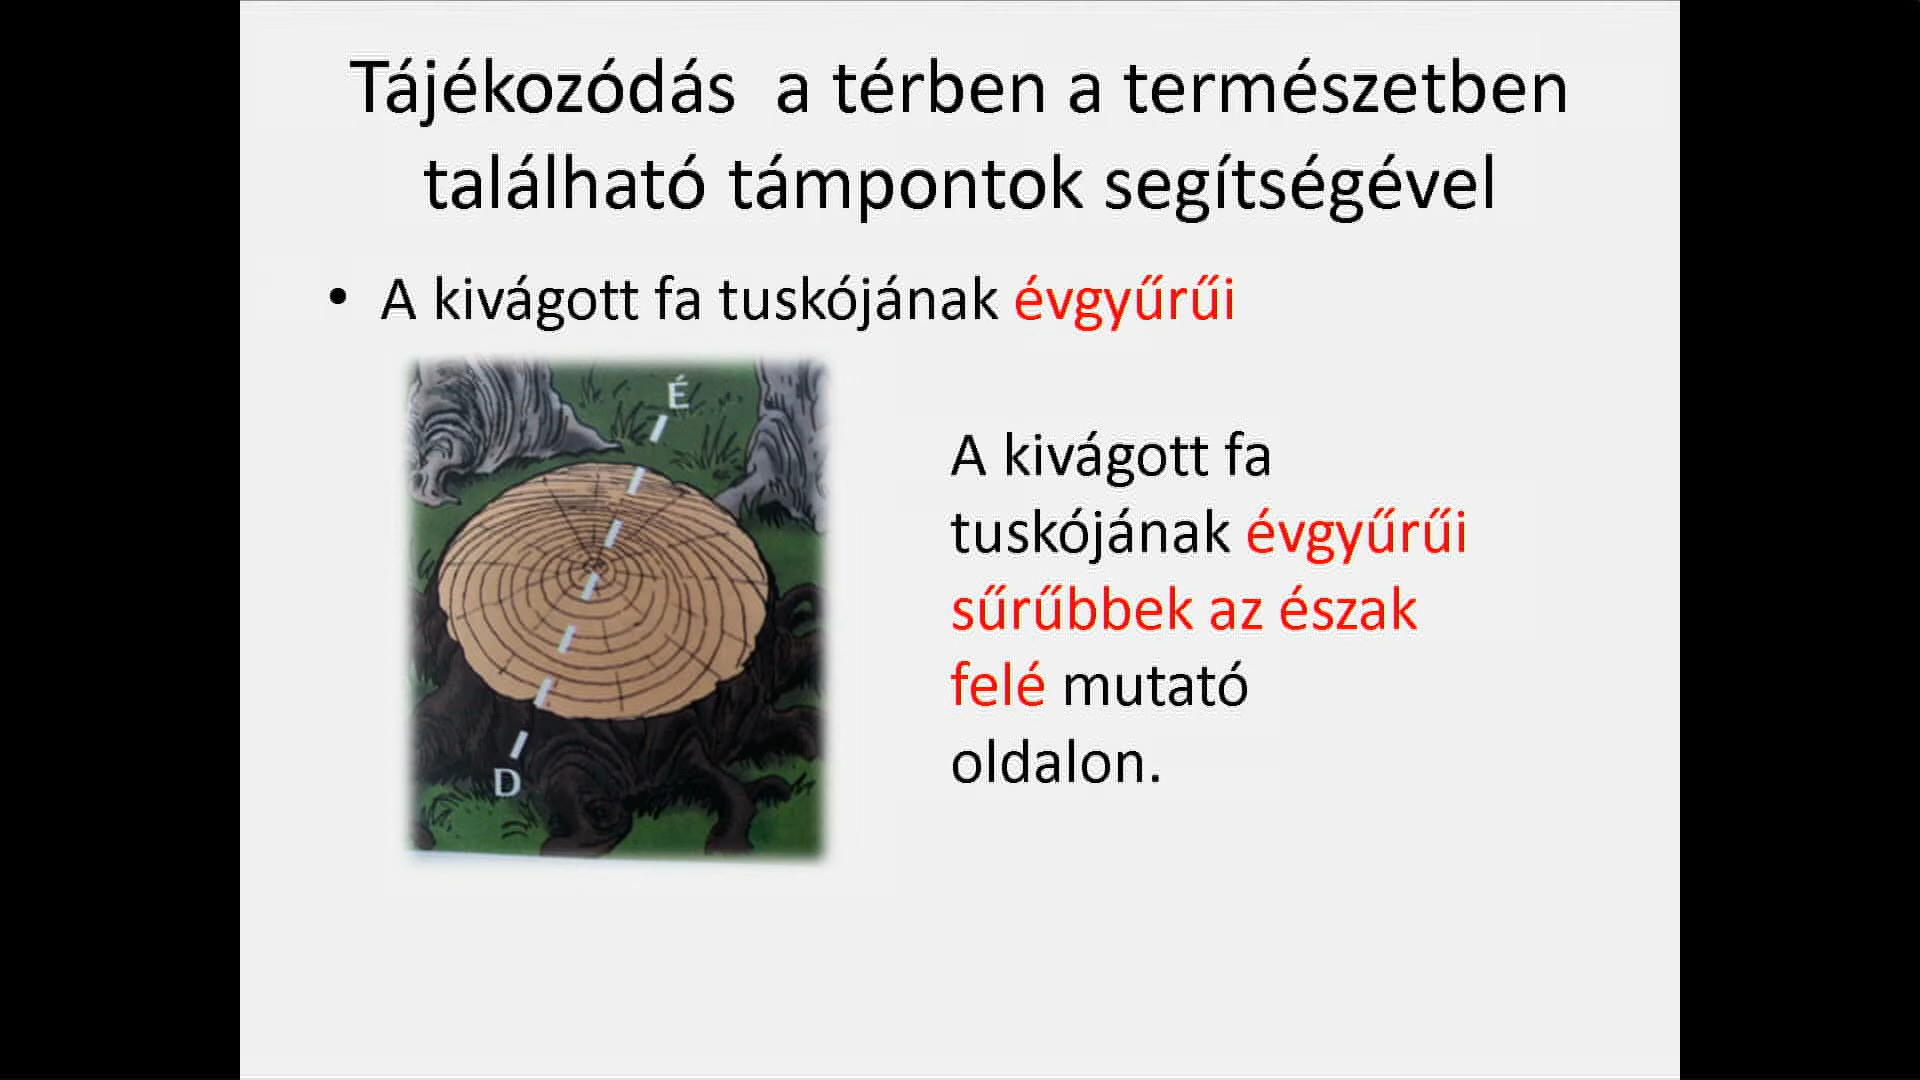 Tájékozódás a térben a természetben
található támpontok segítségével
• A kivágott fa tuskójának évgyűrűi
É
D
A kivágott fa
tuskójának évgyűrűi
sűrűbbek az észak
felé mutató
oldalon.